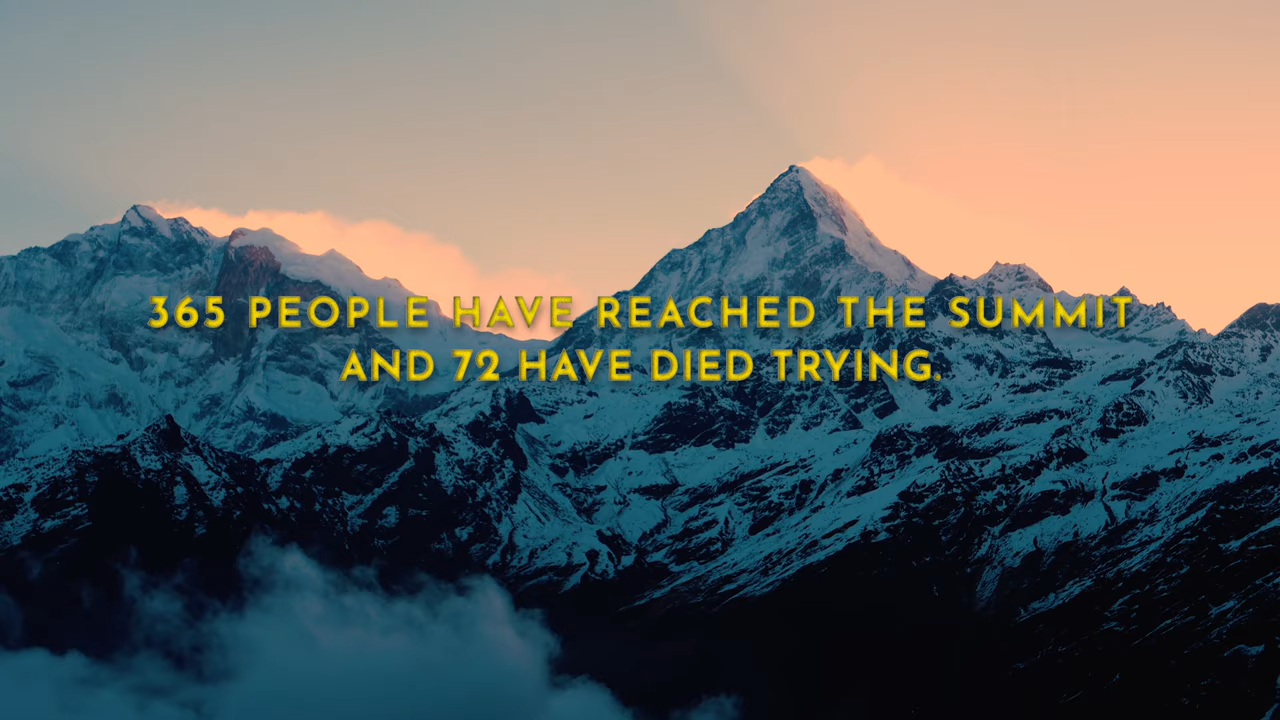 365 PEOPLE HAVE REACHED THE SUMMIT
AND 72 HAVE DIED TRYING.